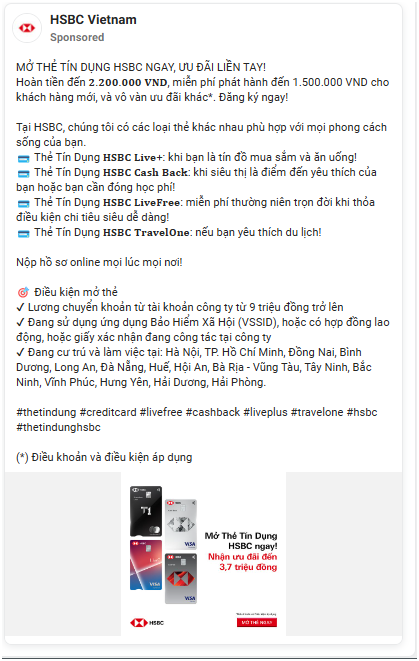 HSBC Vietnam
Sponsored
MỞ THẺ TÍN DỤNG HSBC NGAY, ƯU ĐÃI LIỀN TAY!
Hoàn tiền đến 2.200.000 VND, miễn phí phát hành đến 1.500.000 VND cho
khách hàng mới, và vô vàn ưu đãi khác*. Đăng ký ngay!
Tại HSBC, chúng tôi có các loại thẻ khác nhau phù hợp với mọi phong cách
sống của bạn.
Thẻ Tín Dụng HSBC Live+: khi bạn là tín đồ mua sắm và ăn uống!
Thẻ Tín Dụng HSBC Cash Back: khi siêu thị là điểm đến yêu thích của
bạn hoặc bạn cần đóng học phí!
Thẻ Tín Dụng HSBC LiveFree: miễn phí thường niên trọn đời khi thỏa
điều kiện chi tiêu siêu dễ dàng!
Thẻ Tín Dụng HSBC TravelOne: nếu bạn yêu thích du lịch!
Nộp hồ sơ online mọi lúc mọi nơi!
🎯 Điều kiện mở thẻ
✓ Lương chuyển khoản từ tài khoản công ty từ 9 triệu đồng trở lên
✓ Đang sử dụng ứng dụng Bảo Hiểm Xã Hội (VSSID), hoặc có hợp đồng lao
động, hoặc giấy xác nhận đang công tác tại công ty
✓ Đang cư trú và làm việc tại: Hà Nội, TP. Hồ Chí Minh, Đồng Nai, Bình
Dương, Long An, Đà Nẵng, Huế, Hội An, Bà Rịa - Vũng Tàu, Tây Ninh, Bắc
Ninh, Vĩnh Phúc, Hưng Yên, Hải Dương, Hải Phòng.
#thetindung #creditcard #livefree #cashback #liveplus #travelone #hsbc
#thetindunghsbc
(*) Điều khoản và điều kiện áp dụng
T1
VISA
VISA
VISA
Mở Thẻ Tín Dụng
HSBC ngay!
Nhận ưu đãi đến
3,7 triệu đồng
HSBC
MỞ THẺ NGAY